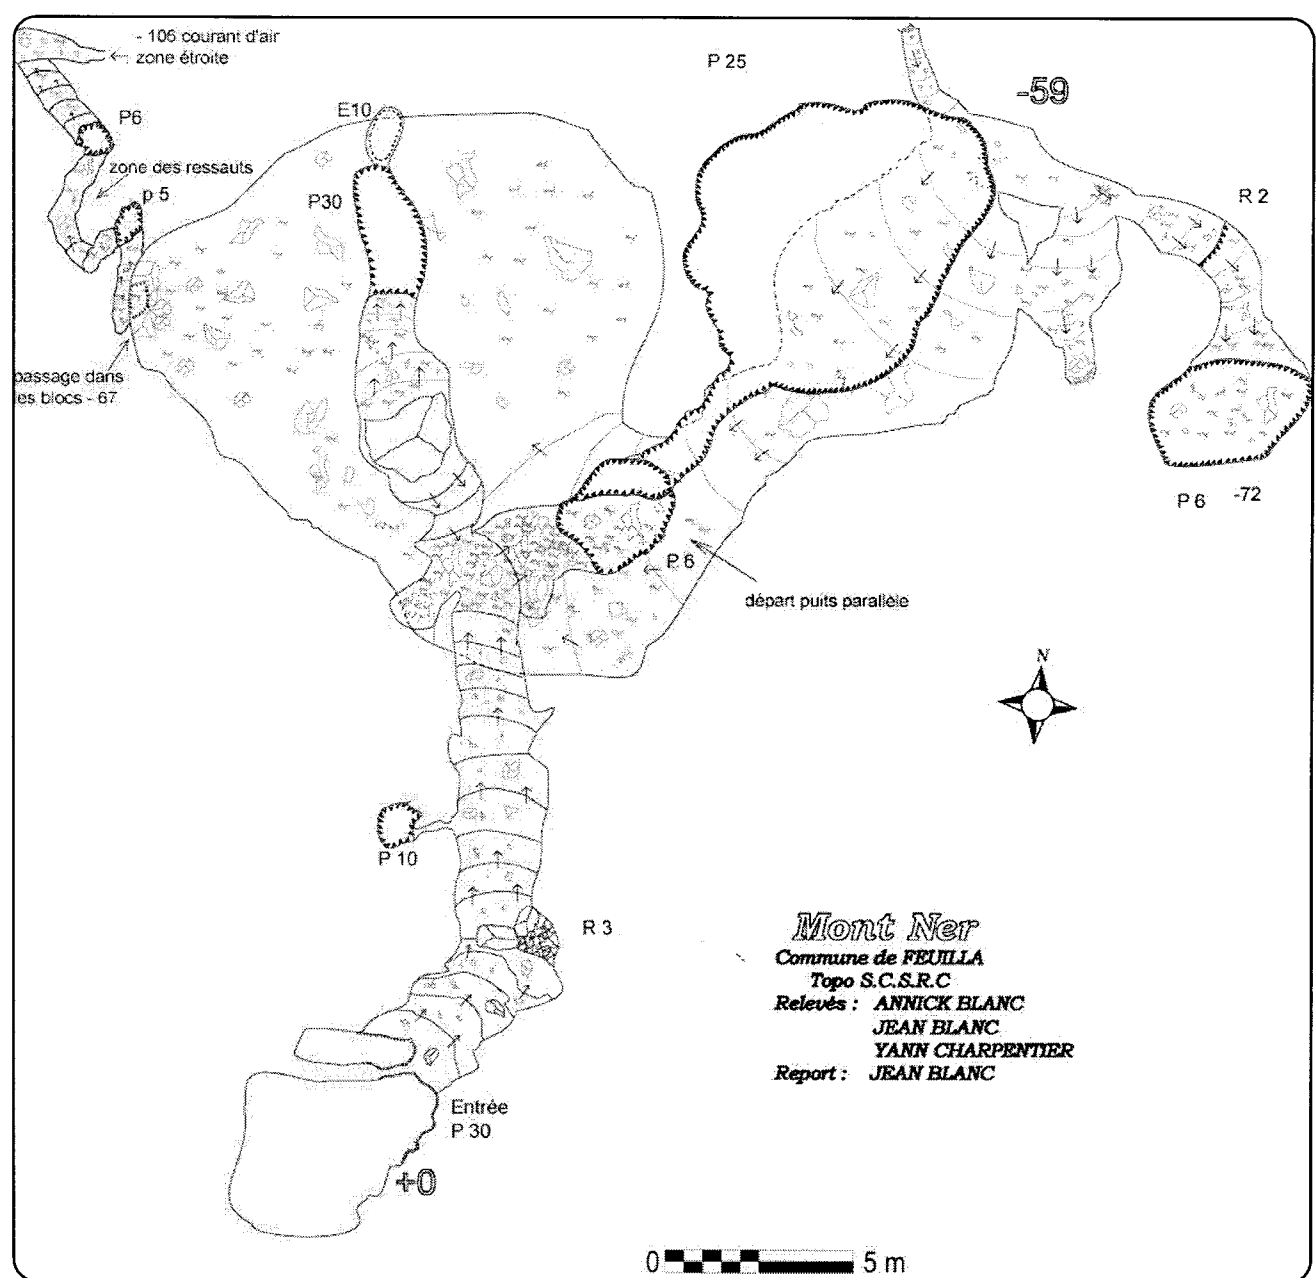 - 106 courant d'air
zone étroite
P 25
-59
P6
E10
zone des ressauts
p 5
P30
R 2
passage dans
les blocs - 67
P 6
-72
P 6
départ puits parallèle
N
P 10
R 3
Mont Ner
Commune de FEUILLA
Topo S.C.S.R.C
Relevés : ANNICK BLANC
JEAN BLANC
YANN CHARPENTIER
Report : JEAN BLANC
Entrée
P 30
+0
0
5 m